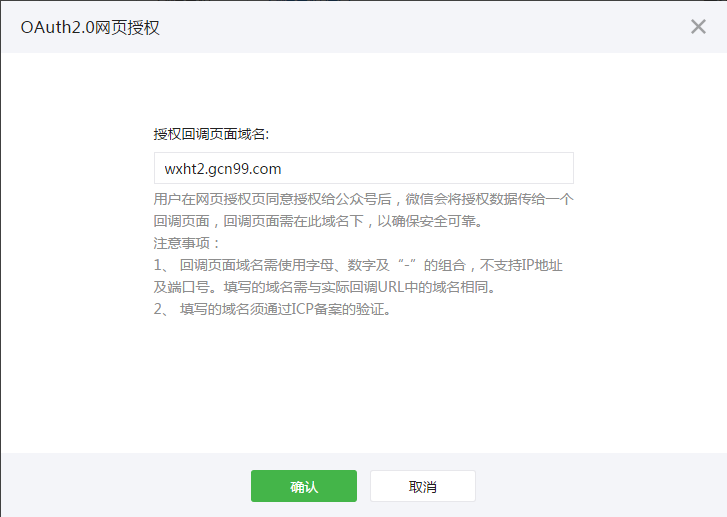 OAuth2.0网页授权
授权回调页面域名:
wxht2.gcn99.com
用户在网页授权页同意授权给公众号后，微信会将授权数据传给一个
回调页面，回调页面需在此域名下，以确保安全可靠。
注意事项：
1、 回调页面域名需使用字母、数字及“-”的组合，不支持IP地址
及端口号。填写的域名需与实际回调URL中的域名相同。
2、 填写的域名须通过ICP备案的验证。
确认
取消